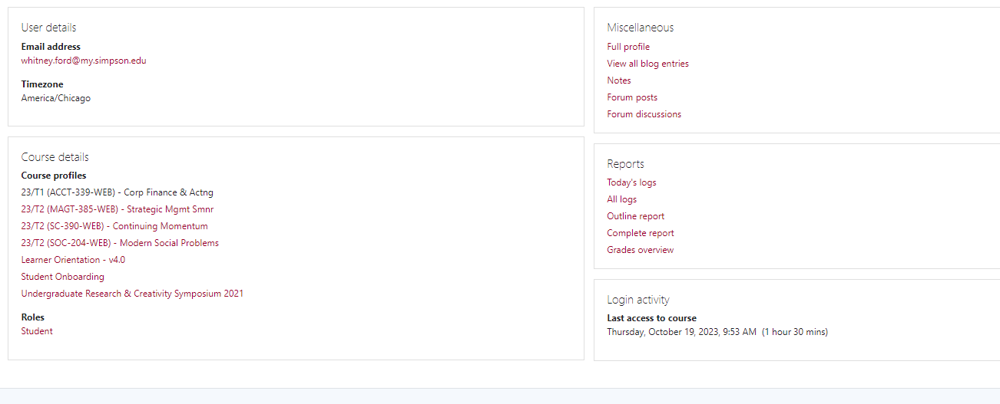 User details
Email address
whitney.ford@my.simpson.edu
Timezone
America/Chicago
Course details
Course profiles
23/T1 (ACCT-339-WEB) - Corp Finance & Actng
23/T2 (MAGT-385-WEB) - Strategic Mgmt Smnr
23/T2 (SC-390-WEB) - Continuing Momentum
23/T2 (SOC-204-WEB) - Modern Social Problems
Learner Orientation - v4.0
Student Onboarding
Undergraduate Research & Creativity Symposium 2021
Roles
Student
Miscellaneous
Full profile
View all blog entries
Notes
Forum posts
Forum discussions
Reports
Today's logs
All logs
Outline report
Complete report
Grades overview
Login activity
Last access to course
Thursday, October 19, 2023, 9:53 AM  (1 hour 30 mins)